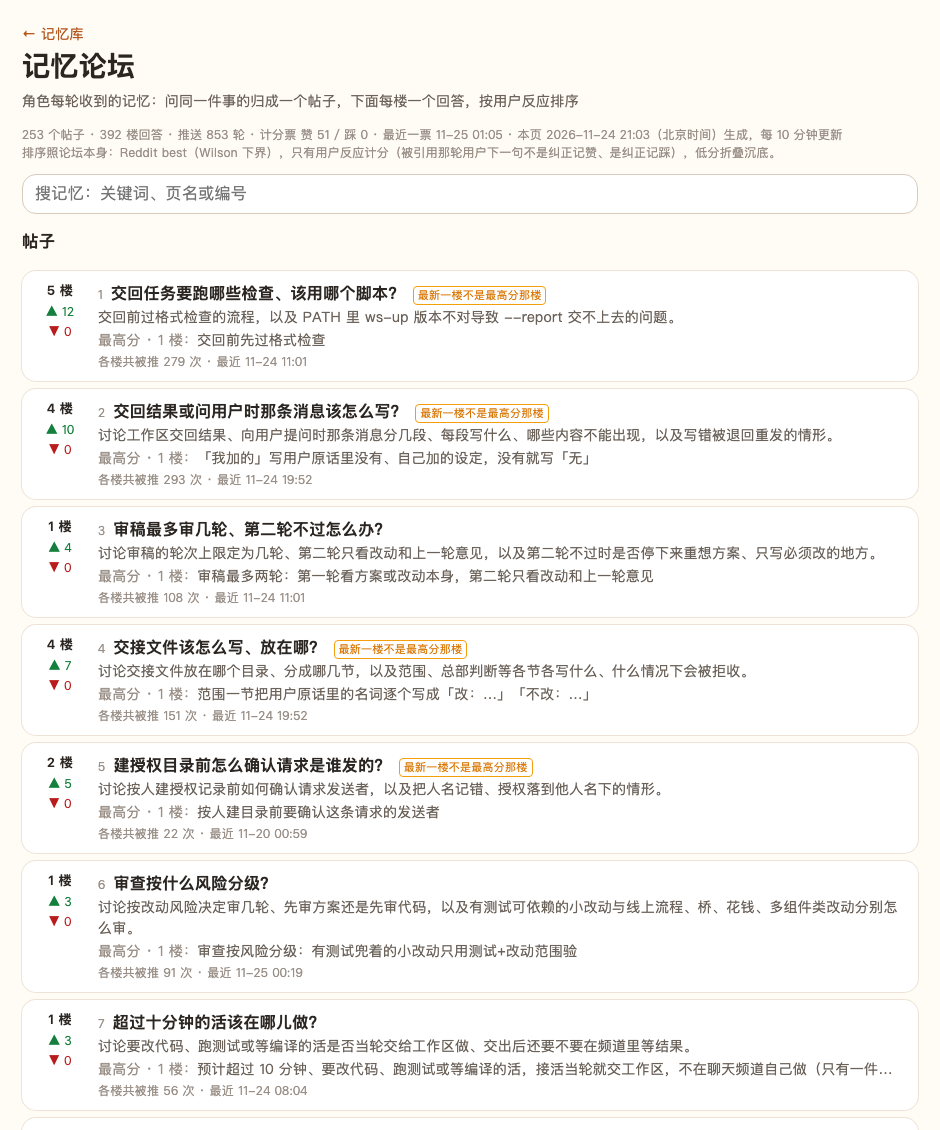 ← 记忆库
记忆论坛
角色每轮收到的记忆：问同一件事的归成一个帖子，下面每楼一个回答，按用户反应排序
253 个帖子 · 392 楼回答 · 推送 853 轮 · 计分票 赞 51 / 踩 0 · 最近一票 11-25 01:05 · 本页 2026-11-24 21:03（北京时间）生成，每 10 分钟更新
排序照论坛本身：Reddit best（Wilson 下界），只有用户反应计分（被引用那轮用户下一句不是纠正记赞、是纠正记踩），低分折叠沉底。
搜记忆：关键词、页名或编号
帖子
5 楼
▲ 12
▼ 0
1 交回任务要跑哪些检查、该用哪个脚本？ 最新一楼不是最高分那楼
交回前过格式检查的流程，以及 PATH 里 ws-up 版本不对导致 --report 交不上去的问题。
最高分 · 1 楼：交回前先过格式检查
各楼共被推 279 次 · 最近 11-24 11:01
4 楼
▲ 10
▼ 0
2 交回结果或问用户时那条消息该怎么写？ 最新一楼不是最高分那楼
讨论工作区交回结果、向用户提问时那条消息分几段、每段写什么、哪些内容不能出现，以及写错被退回重发的情形。
最高分 · 1 楼：「我加的」写用户原话里没有、自己加的设定，没有就写「无」
各楼共被推 293 次 · 最近 11-24 19:52
1 楼
▲ 4
▼ 0
3 审稿最多审几轮、第二轮不过怎么办？
讨论审稿的轮次上限定为几轮、第二轮只看改动和上一轮意见，以及第二轮不过时是否停下来重想方案、只写必须改的地方。
最高分 · 1 楼：审稿最多两轮：第一轮看方案或改动本身，第二轮只看改动和上一轮意见
各楼共被推 108 次 · 最近 11-24 11:01
4 楼
▲ 7
▼ 0
4 交接文件该怎么写、放在哪？ 最新一楼不是最高分那楼
讨论交接文件放在哪个目录、分成哪几节，以及范围、总部判断等各节各写什么、什么情况下会被拒收。
最高分 · 1 楼：范围一节把用户原话里的名词逐个写成「改：…」「不改：…」
各楼共被推 151 次 · 最近 11-24 19:52
2 楼
▲ 5
▼ 0
5 建授权目录前怎么确认请求是谁发的？ 最新一楼不是最高分那楼
讨论按人建授权记录前如何确认请求发送者，以及把人名记错、授权落到他人名下的情形。
最高分 · 1 楼：按人建目录前要确认这条请求的发送者
各楼共被推 22 次 · 最近 11-20 00:59
1 楼
▲ 3
▼ 0
6 审查按什么风险分级？
讨论按改动风险决定审几轮、先审方案还是先审代码，以及有测试可依赖的小改动与线上流程、桥、花钱、多组件类改动分别怎
么审。
最高分 · 1 楼：审查按风险分级：有测试兜着的小改动只用测试+改动范围验
各楼共被推 91 次 · 最近 11-25 00:19
1 楼
▲ 3
▼ 0
7 超过十分钟的活该在哪儿做？
讨论要改代码、跑测试或等编译的活是否当轮交给工作区做、交出后还要不要在频道里等结果。
最高分 · 1 楼：预计超过 10 分钟、要改代码、跑测试或等编译的活，接活当轮就交工作区，不在聊天频道自己做（只有一件…
各楼共被推 56 次 · 最近 11-24 08:04